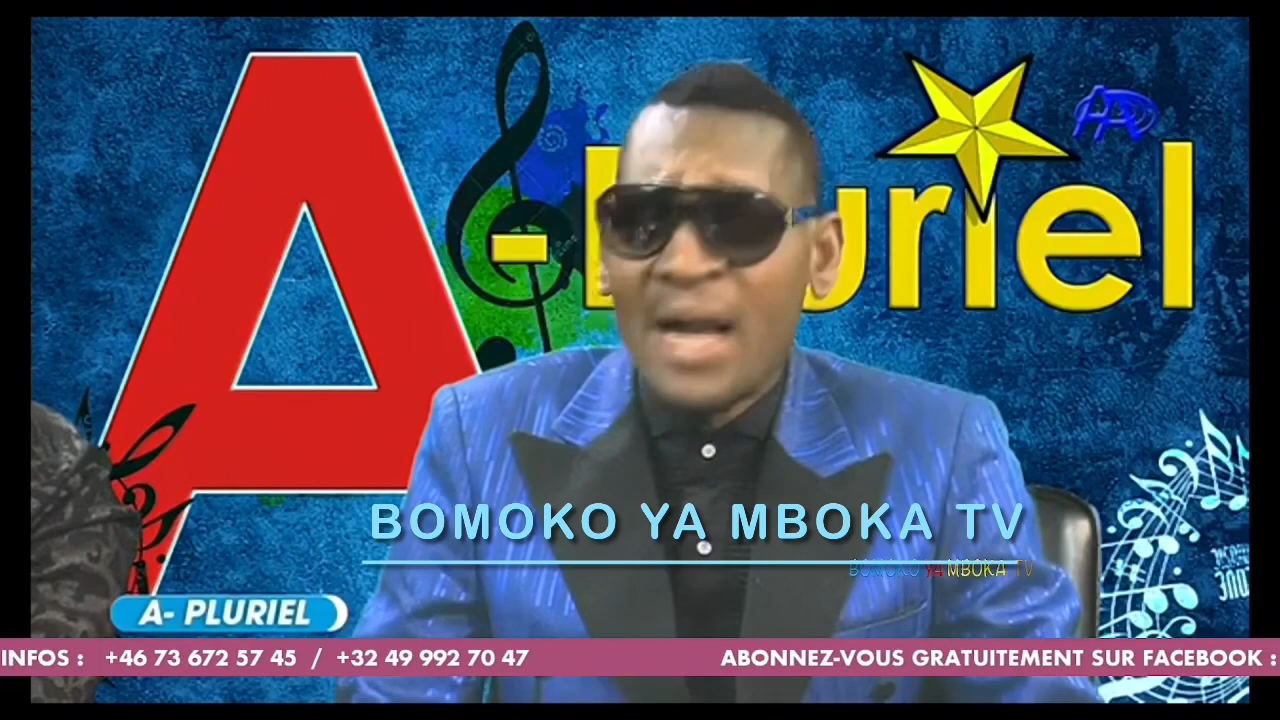 A-Pluriel
BOMOKO YA MBOKA TV
BOMOKO YA MBOKA TV
A- PLURIEL
INFOS : +46 73 672 57 45 / +32 49 992 70 47
ABONNEZ-VOUS GRATUITEMENT SUR FACEBOOK :